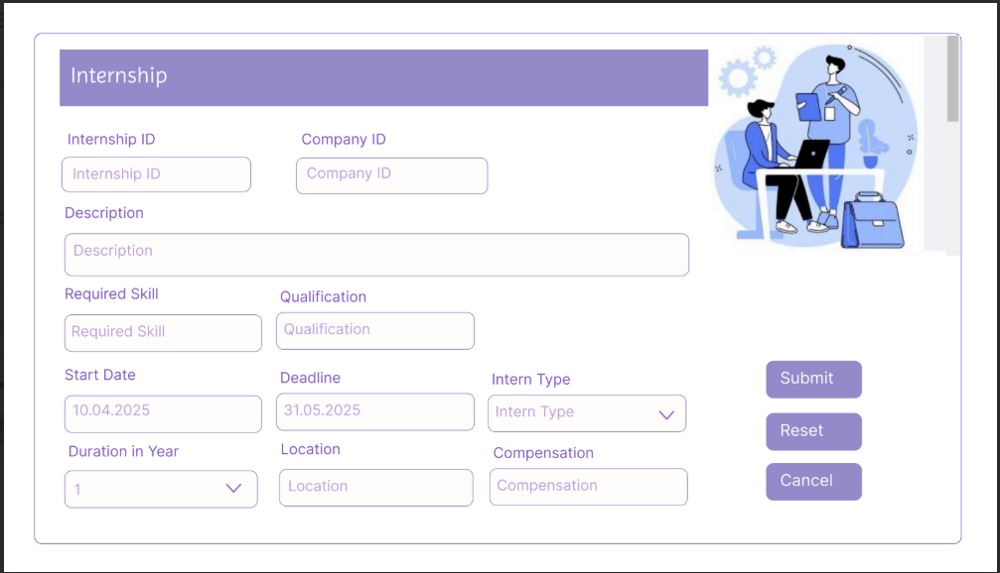 Internship
Internship ID Company ID
Internship ID Company ID
Description
Description
Required Skill Qualification
Required Skill Qualification
Start Date Deadline Intern Type
10.04.2025 31.05.2025 Intern Type
Duration in Year Location Compensation
1 Location Compensation
Submit
Reset
Cancel